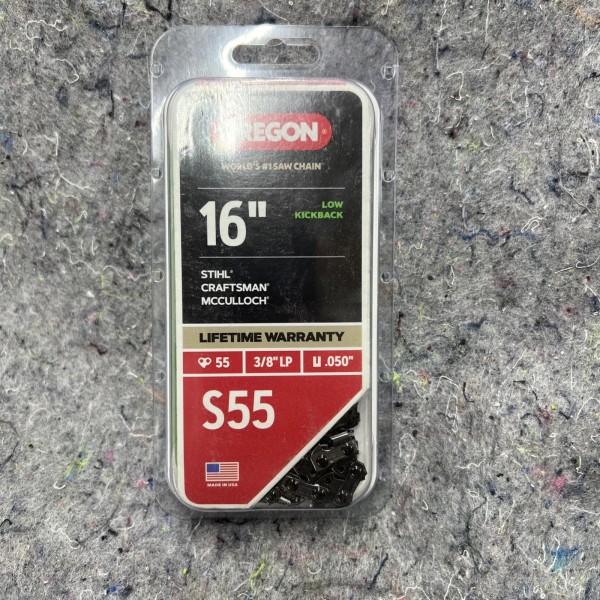 OREGON®
WORLD'S #1 SAW CHAIN
16"
LOW
KICKBACK
STIHL®
CRAFTSMAN®
MCCULLOCH®
LIFETIME WARRANTY
55 3/8" LP .050"
S55
MADE IN USA